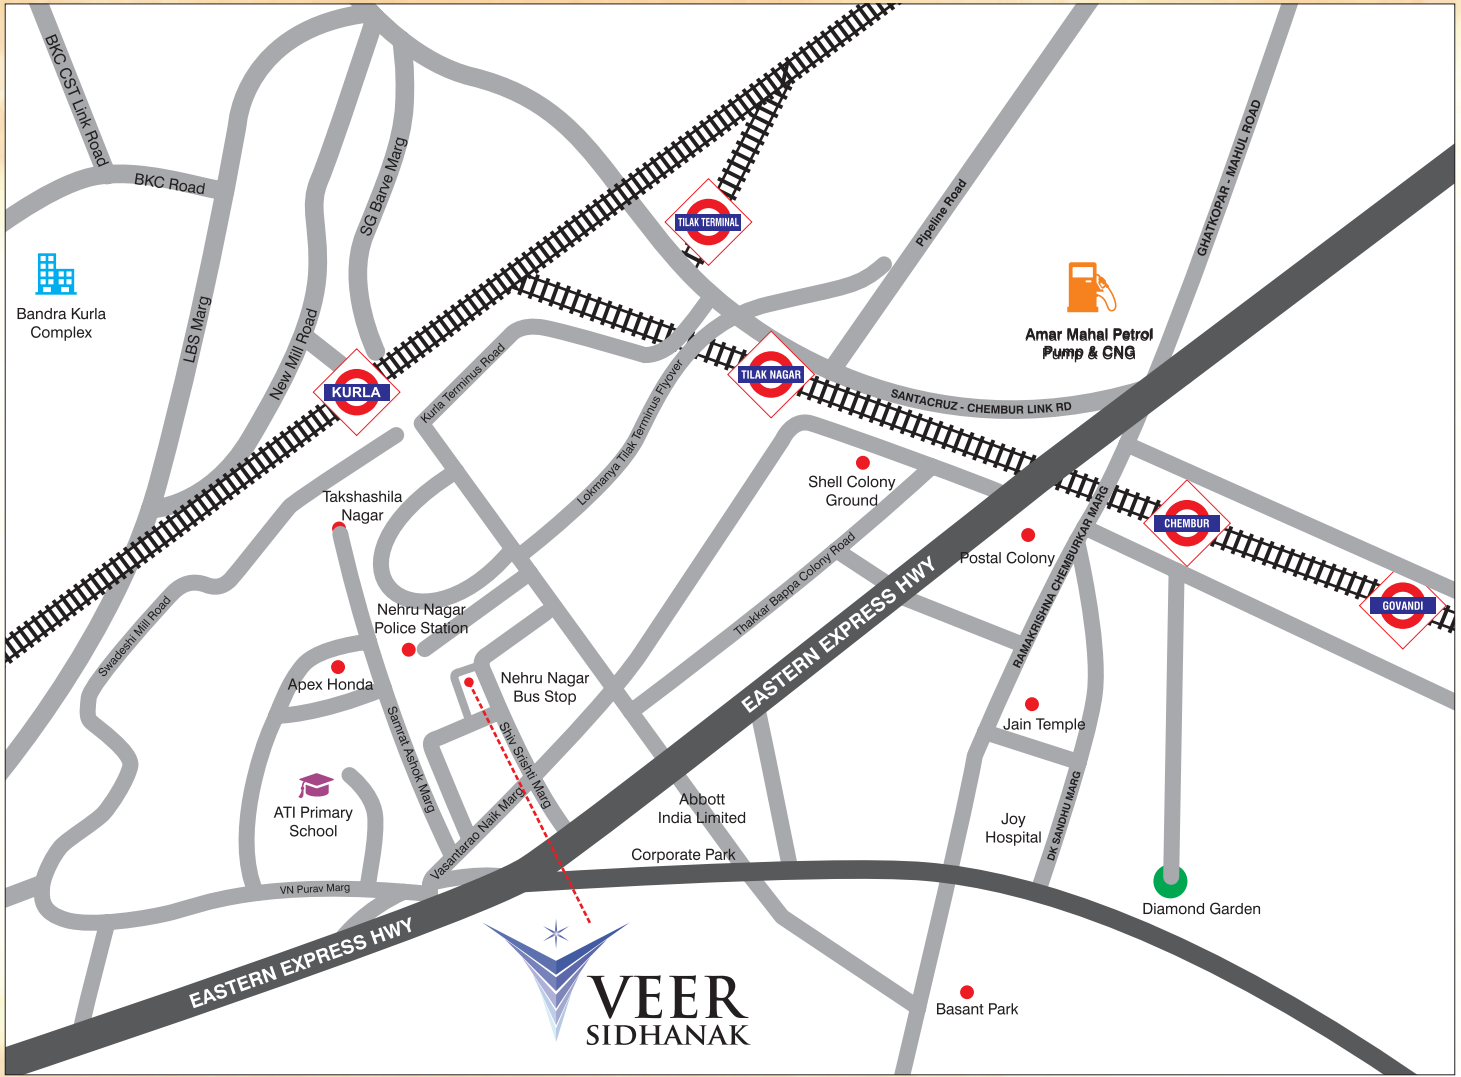 BKC CST Link Road
BKC Road
SG Barve Marg
TILAK TERMINAL
Pipeline Road
GHATKOPAR - MAHUL ROAD
Bandra Kurla
Complex
LBS Marg
New Mill Road
KURLA
Kurla Terminus Road
Lokmanya Tilak Terminus Flyover
TILAK NAGAR
Amar Mahal Petrol
Pump & CNG
SANTACRUZ - CHEMBUR LINK RD
Takshashila
Nagar
Shell Colony
Ground
CHEMBUR
Postal Colony
RAMAKRISHNA CHEMBURKAR MARG
GOVANDI
Swadeshi Mill Road
Nehru Nagar
Police Station
Thakkar Bappa Colony Road
EASTERN EXPRESS HWY
Apex Honda
Nehru Nagar
Bus Stop
Samrat Ashok Marg
Shiv Srishti Marg
Jain Temple
ATI Primary
School
Vasantarao Naik Marg
Abbott
India Limited
Corporate Park
Joy
Hospital
DK SANDHU MARG
VN Purav Marg
Diamond Garden
EASTERN EXPRESS HWY
VEER
SIDHANAK
Basant Park